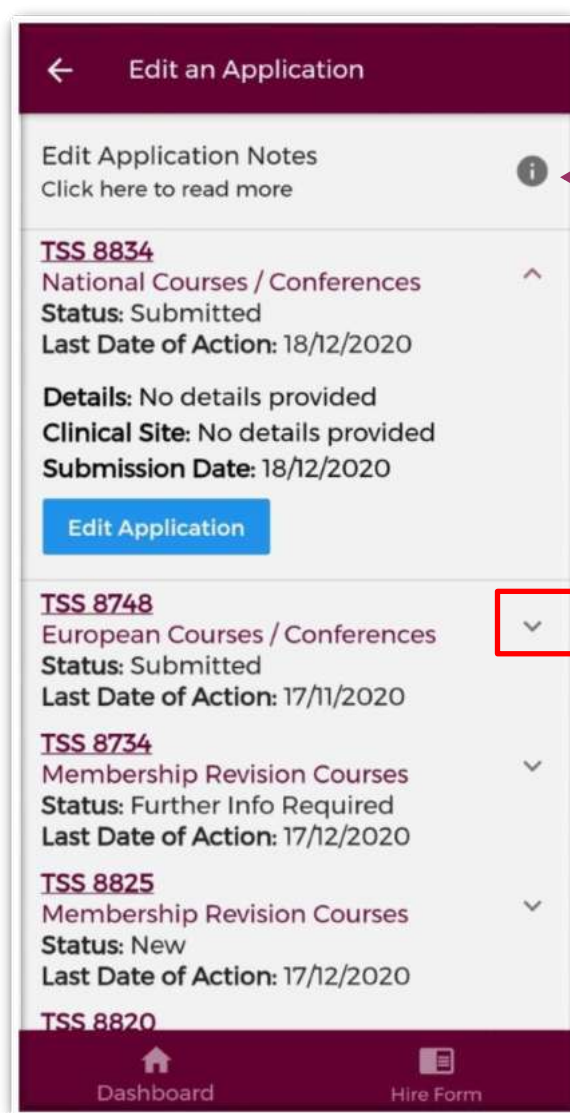 Edit an Application
Edit Application Notes
Click here to read more
TSS 8834
National Courses / Conferences
Status: Submitted
Last Date of Action: 18/12/2020
Details: No details provided
Clinical Site: No details provided
Submission Date: 18/12/2020
Edit Application
TSS 8748
European Courses / Conferences
Status: Submitted
Last Date of Action: 17/11/2020
TSS 8734
Membership Revision Courses
Status: Further Info Required
Last Date of Action: 17/12/2020
TSS 8825
Membership Revision Courses
Status: New
Last Date of Action: 17/12/2020
TSS 8820
Dashboard
Hire Form